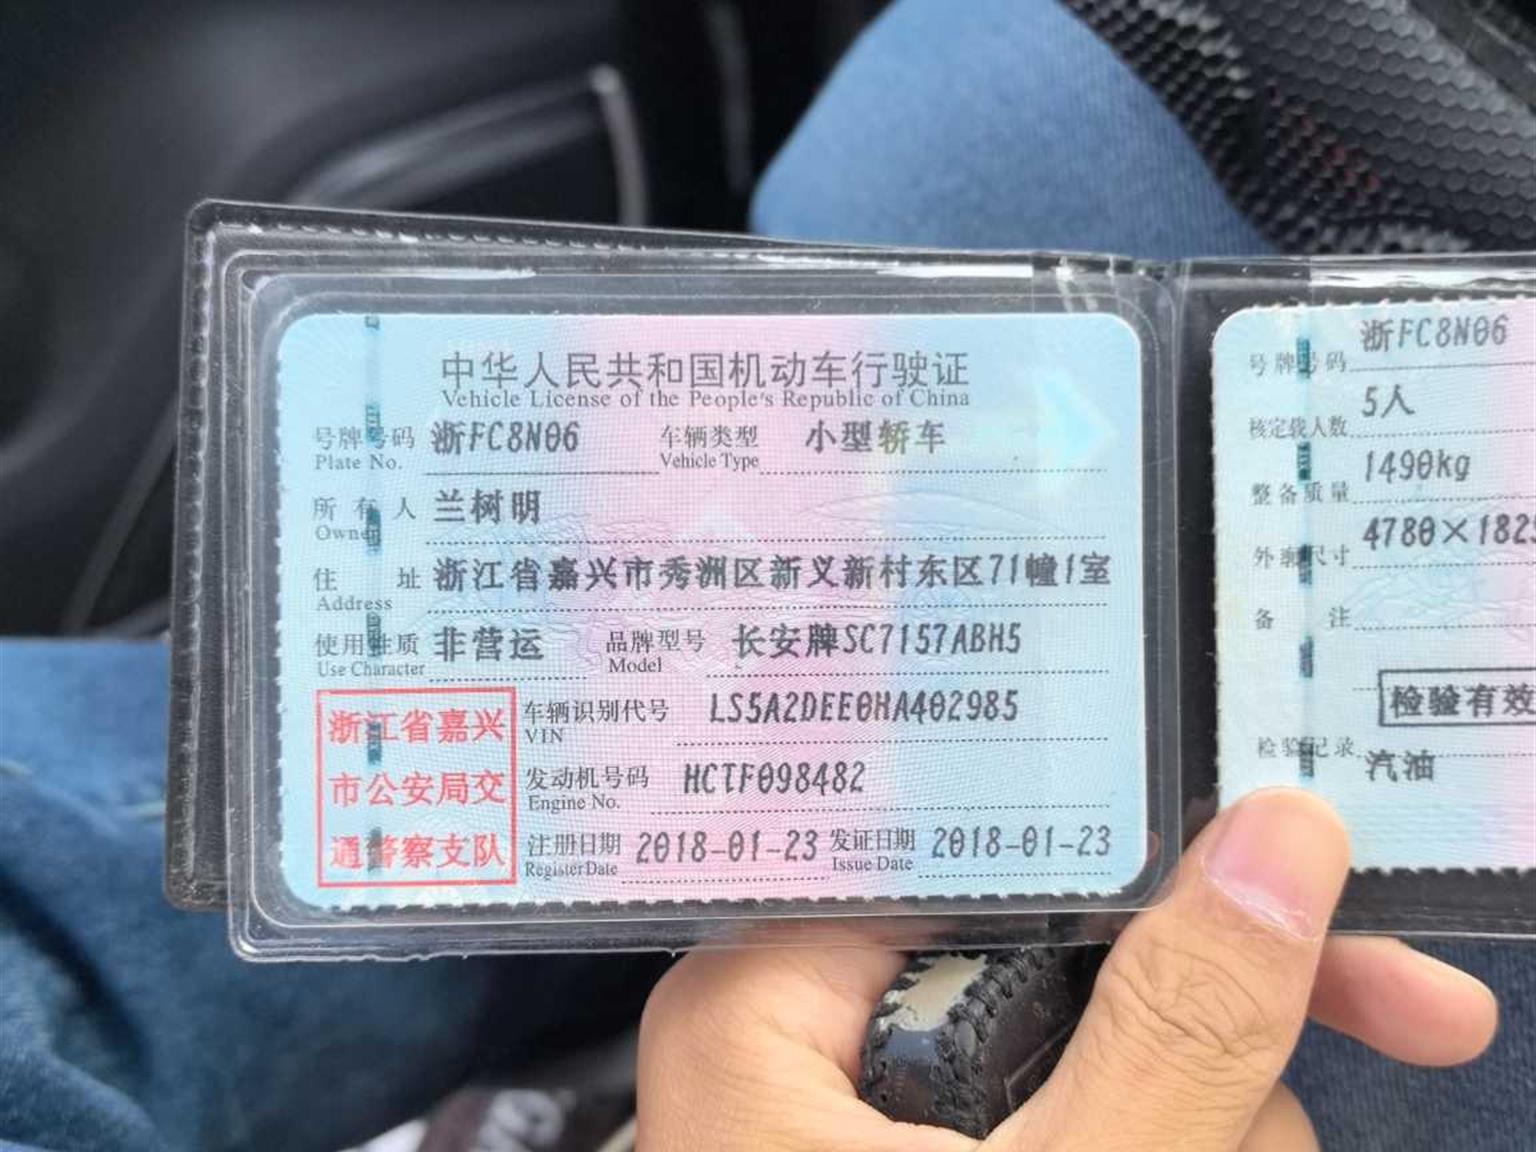 中华人民共和国机动车行驶证
Vehicle License of the People's Republic of China
号牌号码 浙FC8N06 车辆类型 小型轿车
Plate No. Vehicle Type
所有人 兰树明
Owner
住址 浙江省嘉兴市秀洲区新义新村东区71幢1室
Address
使用性质 非营运 品牌型号 长安牌SC7157ABH5
Use Character Model
浙江省嘉兴
市公安局交
通警察支队
车辆识别代号 LS5A2DEE0HA402985
VIN
发动机号码 HCTF098482
Engine No.
注册日期 2018-01-23 发证日期 2018-01-23
Register Date Issue Date
号牌号码 浙FC8N06
核定载人数 5人
整备质量 1490kg
外廓尺寸 4780×182
备注
检验有效
检验记录
汽油